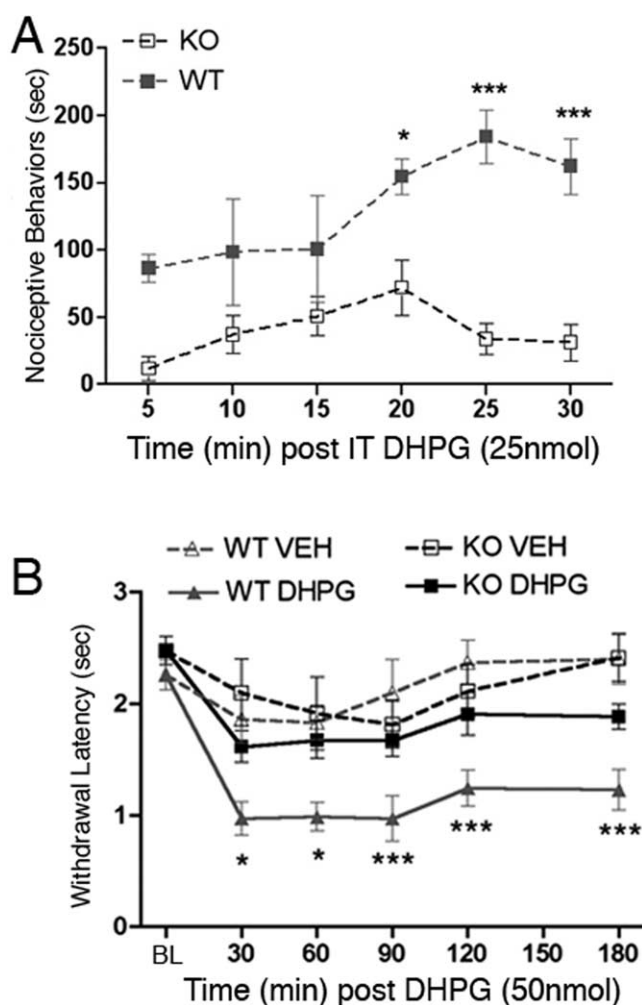 A
KO
WT
250
200
150
100
50
0
Nociceptive Behaviors (sec)
* *** ***
5 10 15 20 25 30
Time (min) post IT DHPG (25nmol)
B
WT VEH KO VEH
WT DHPG KO DHPG
3
2
1
0
Withdrawal Latency (sec)
* * *** *** ***
BL 30 60 90 120 150 180
Time (min) post DHPG (50nmol)